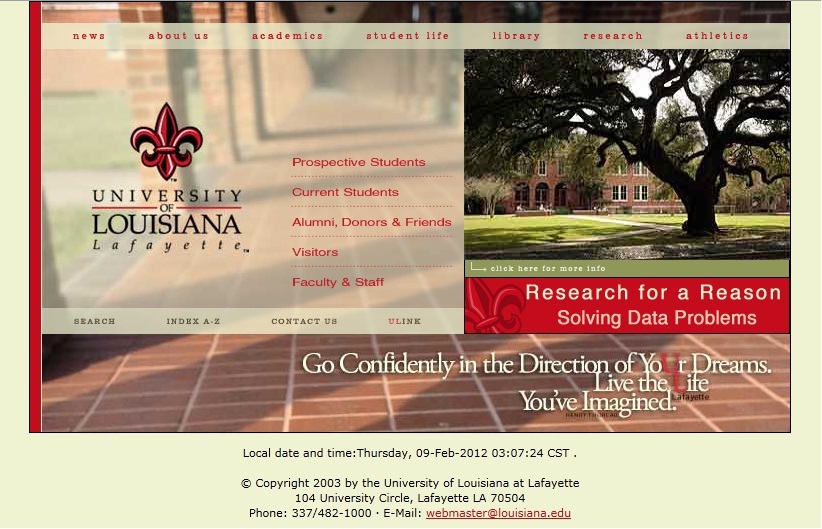 news about us academics student life library research athletics
UNIVERSITY
OF
LOUISIANA
Lafayette™
Prospective Students
Current Students
Alumni, Donors & Friends
Visitors
Faculty & Staff
click here for more info
Research for a Reason
Solving Data Problems
SEARCH INDEX A-Z CONTACT US ULINK
Go Confidently in the Direction of YoUr Dreams.
Live the Life
Lafayette
You've Imagined.
HENRY THOREAU
Local date and time:Thursday, 09-Feb-2012 03:07:24 CST .
© Copyright 2003 by the University of Louisiana at Lafayette
104 University Circle, Lafayette LA 70504
Phone: 337/482-1000 · E-Mail: webmaster@louisiana.edu